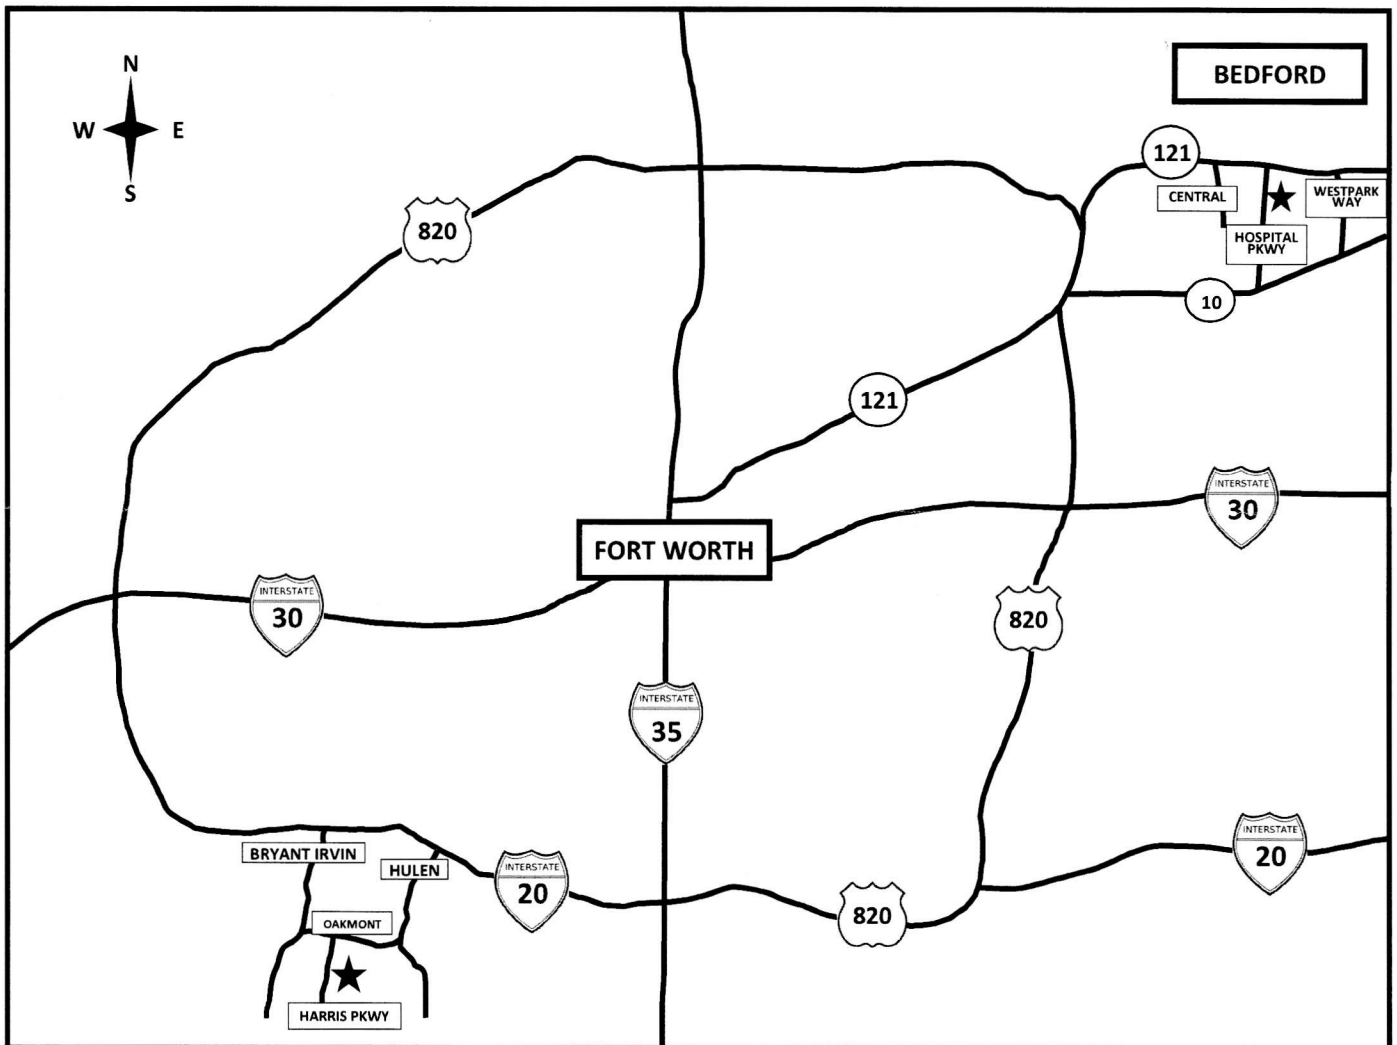 BEDFORD
N
W
E
S
121
CENTRAL
WESTPARK
WAY
HOSPITAL
PKWY
820
10
121
INTERSTATE
30
FORT WORTH
INTERSTATE
30
820
INTERSTATE
35
BRYANT IRVIN
HULEN
INTERSTATE
20
INTERSTATE
20
820
OAKMONT
HARRIS PKWY